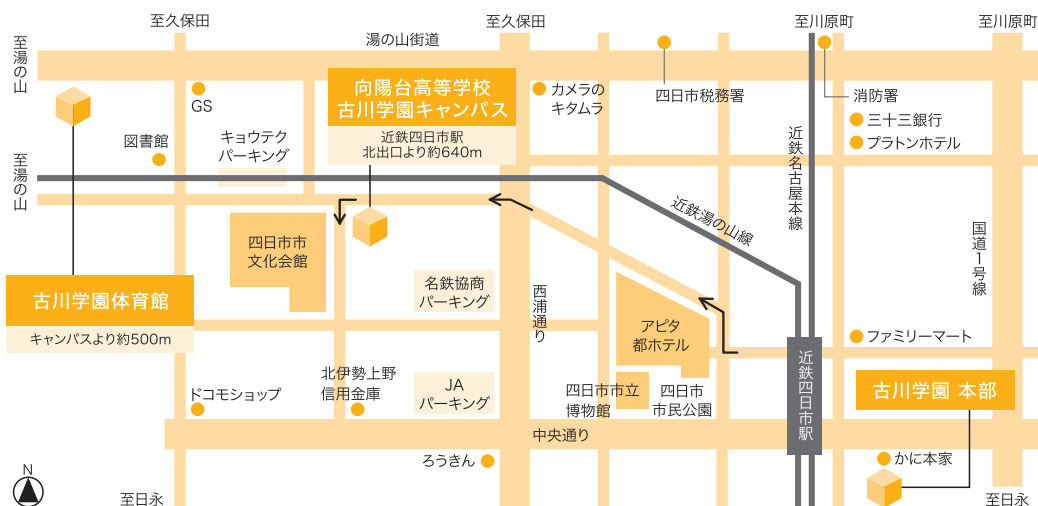 至久保田
至久保田
至川原町
至川原町
湯の山街道
至湯の山
向陽台高等学校
古川学園キャンパス
近鉄四日市駅
北出口より約640m
GS
カメラの
キタムラ
四日市税務署
消防署
三十三銀行
プラトンホテル
図書館
キョウテク
パーキング
至湯の山
近鉄名古屋本線
近鉄湯の山線
国道1号線
四日市市
文化会館
古川学園体育館
キャンパスより約500m
名鉄協商
パーキング
西浦通り
アピタ
都ホテル
ファミリーマート
近鉄四日市駅
古川学園 本部
ドコモショップ
北伊勢上野
信用金庫
JA
パーキング
四日市市立
博物館
四日市
市民公園
中央通り
ろうきん
かに本家
N
至日永
至日永